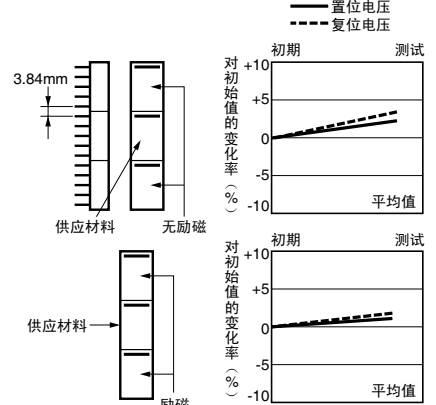 置位电压
复位电压
3.84mm
供应材料
无励磁
对初始值的变化率（%）
初期
测试
+10
+5
0
-5
-10
平均值
供应材料
励磁
对初始值的变化率（%）
初期
测试
+10
+5
0
-5
-10
平均值